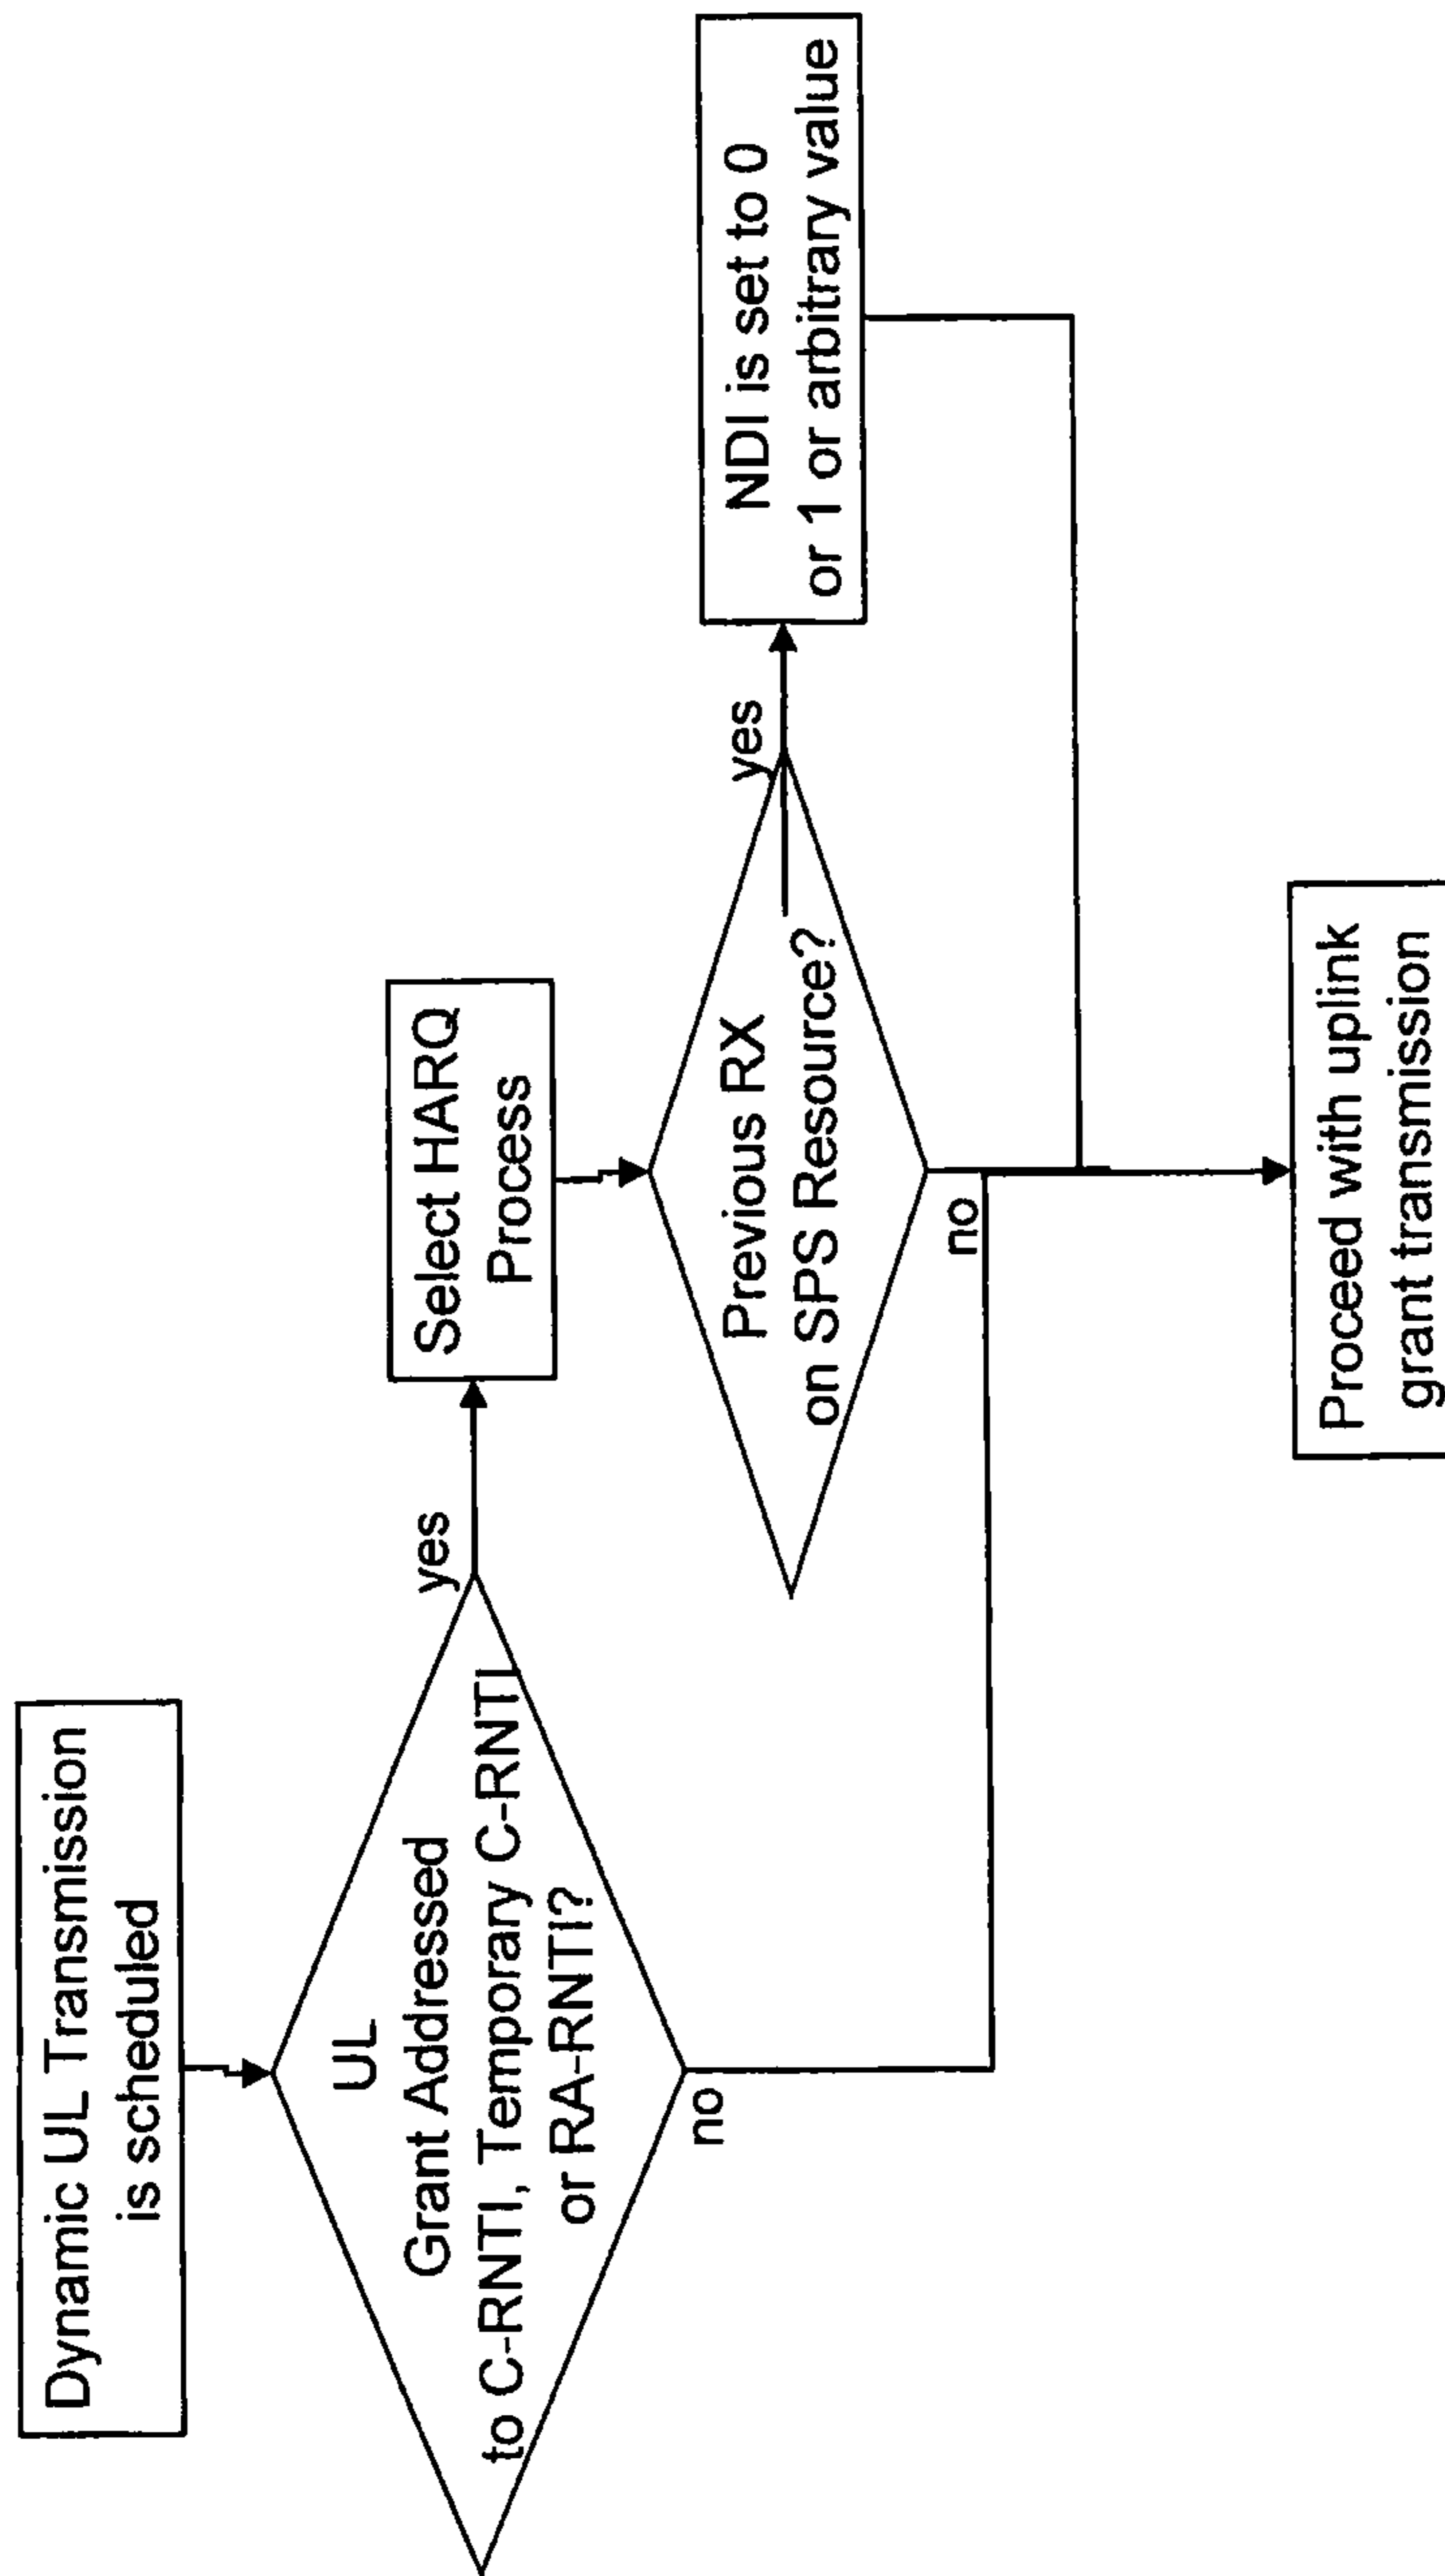 Dynamic UL Transmission
is scheduled
UL
Grant Addressed
to C-RNTI, Temporary C-RNTI
or RA-RNTI?
yes
no
Select HARQ
Process
Previous RX
on SPS Resource?
yes
no
NDI is set to 0
or 1 or arbitrary value
Proceed with uplink
grant transmission